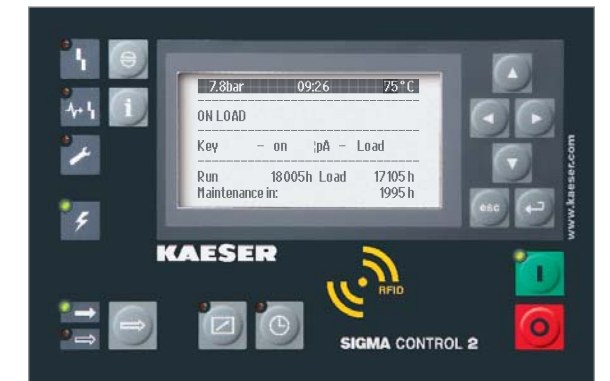 7.8bar 09:26 75°C
ON LOAD
Key - on ¦pA - Load
Run 18005h Load 17105h
Maintenance in: 1995h
esc
www.kaeser.com
KAESER
RFID
SIGMA CONTROL 2